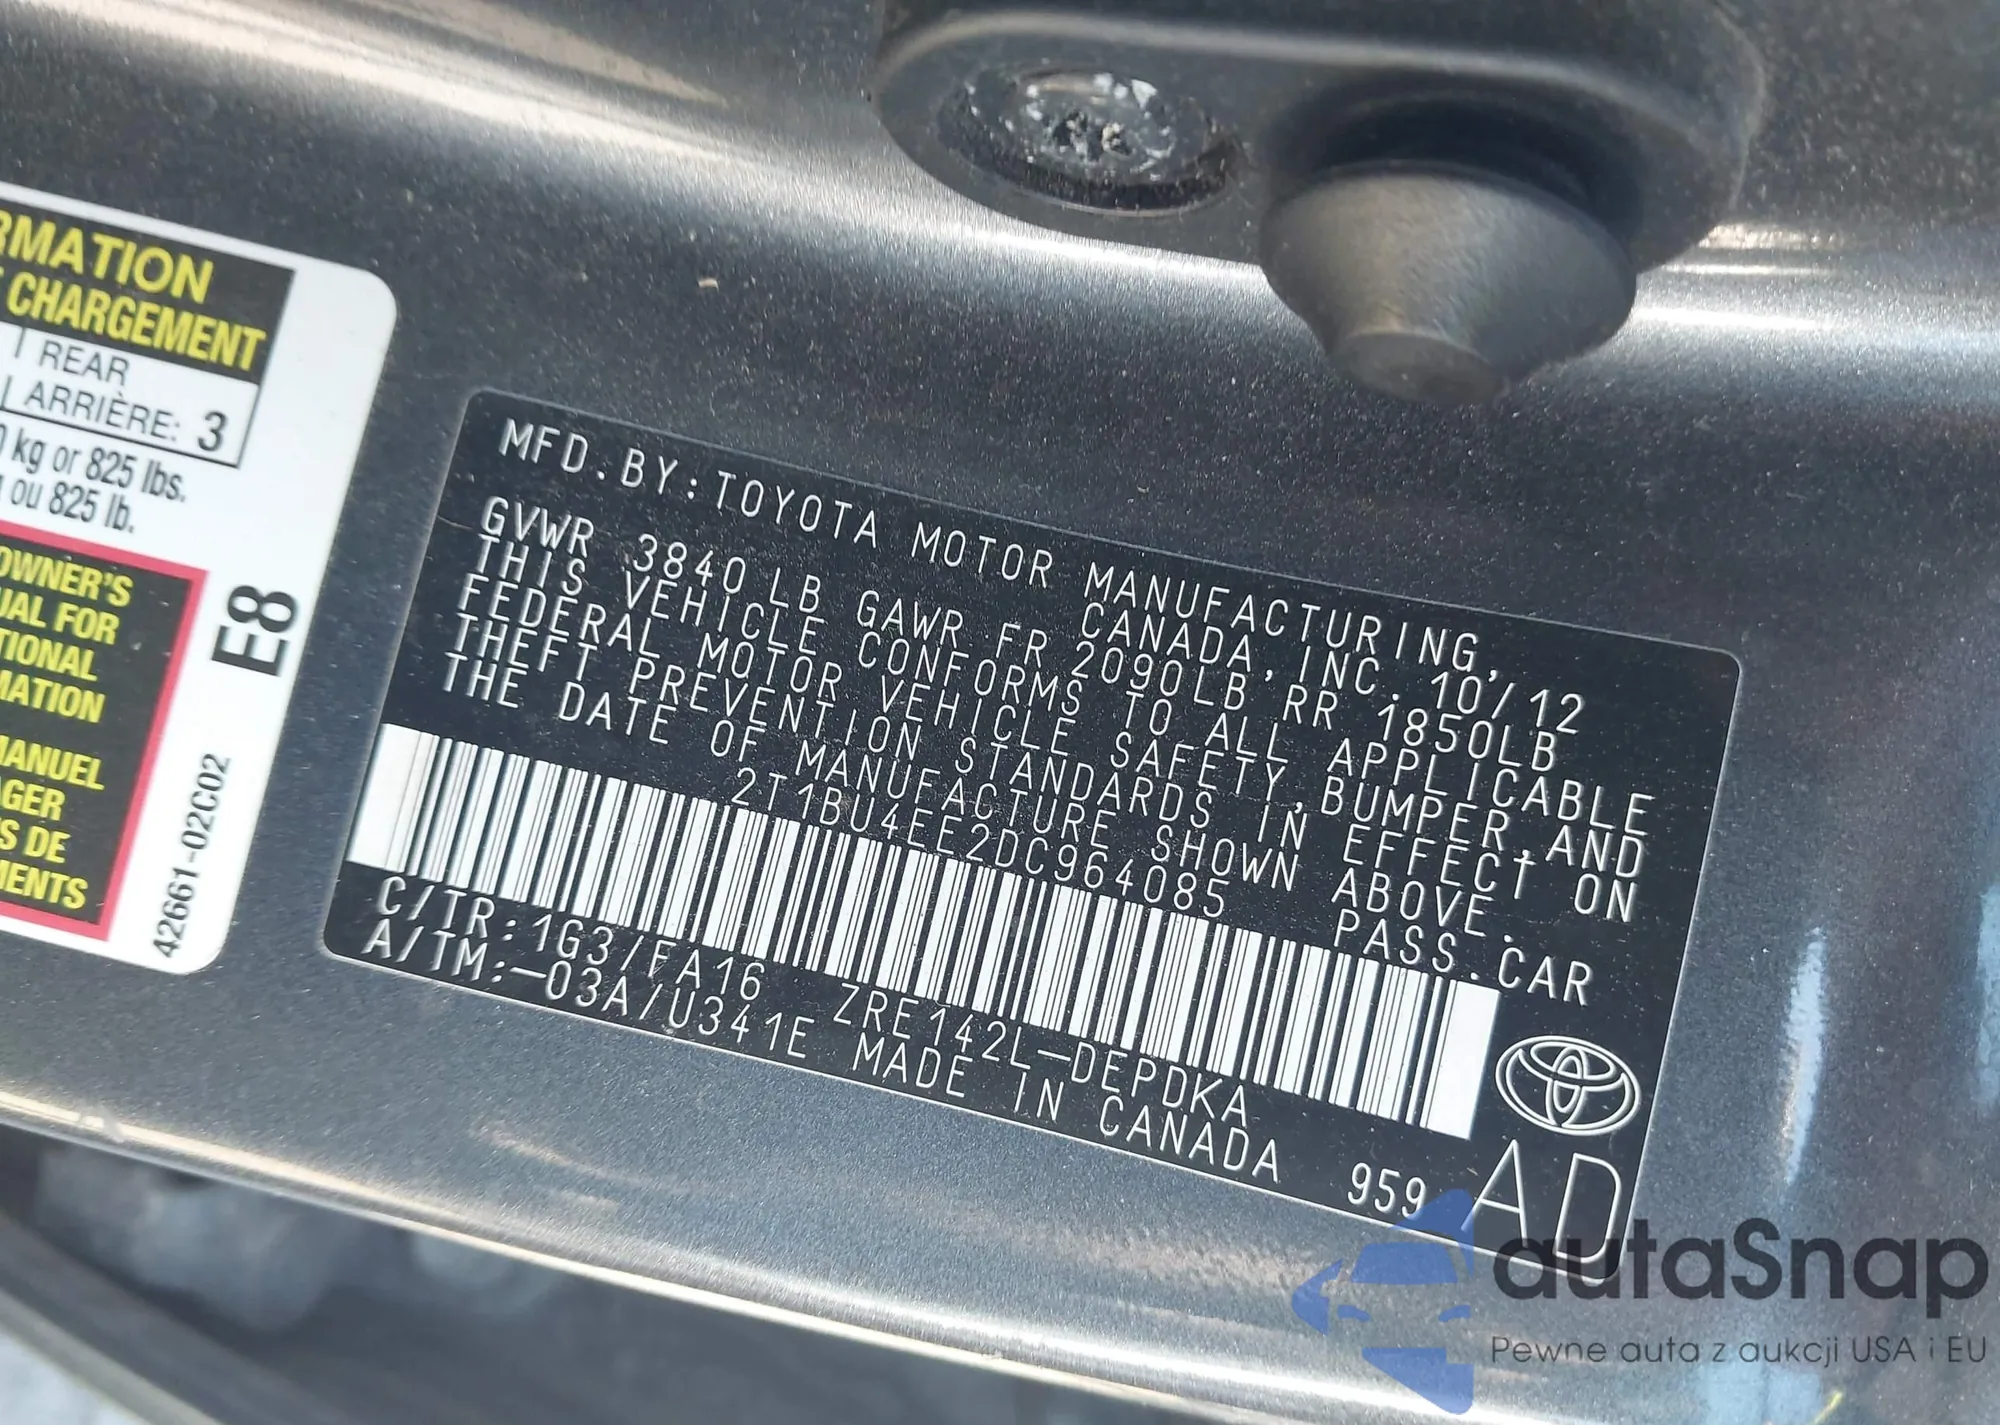 RMATION
CHARGEMENT
REAR
ARRIÈRE: 3
kg or 825 lbs.
ou 825 lb.
OWNER'S
UAL FOR
TIONAL
MATION
MANUEL
AGER
S DE
MENTS
E8
42661-02C02
MFD.BY:TOYOTA MOTOR MANUFACTURING,
CANADA, INC. 10/12
GVWR 3840LB GAWR FR 2090LB RR 1850LB
THIS VEHICLE CONFORMS TO ALL APPLICABLE
FEDERAL MOTOR VEHICLE SAFETY,BUMPER,AND
THEFT PREVENTION STANDARDS IN EFFECT ON
THE DATE OF MANUFACTURE SHOWN ABOVE.
2T1BU4EE2DC964085 PASS.CAR
C/TR:1G3/FA16 ZRE142L-DEPDKA
A/TM:-03A/U341E MADE IN CANADA 959 AD
autaSnap
Pewne auta z aukcji USA i EU